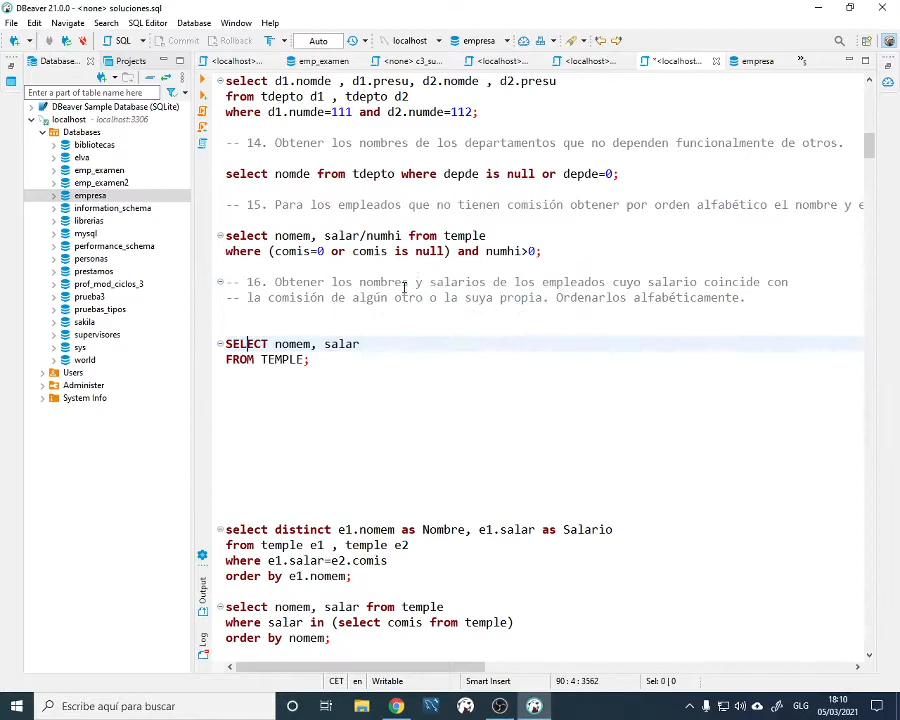 DBeaver 21.0.0 - <none> soluciones.sql
File Edit Navigate Search SQL Editor Database Window Help
SQL Commit Rollback Auto localhost empresa
Database... Projects
<localhost>... emp_examen <none> c3_su... <localhost>... <localhost>... *<localhost>... empresa
Enter a part of table name here
DBeaver Sample Database (SQLite)
localhost - localhost:3306
Databases
bibliotecas
elva
emp_examen
emp_examen2
empresa
information_schema
librerias
mysql
performance_schema
personas
prestamos
prof_mod_ciclos_3
prueba3
pruebas_tipos
sakila
supervisores
sys
world
Users
Administer
System Info
select d1.nomde , d1.presu, d2.nomde , d2.presu
from tdepto d1 , tdepto d2
where d1.numde=111 and d2.numde=112;
-- 14. Obtener los nombres de los departamentos que no dependen funcionalmente de otros.
select nomde from tdepto where depde is null or depde=0;
-- 15. Para los empleados que no tienen comisión obtener por orden alfabético el nombre y e
select nomem, salar/numhi from temple
where (comis=0 or comis is null) and numhi>0;
-- 16. Obtener los nombres y salarios de los empleados cuyo salario coincide con
-- la comisión de algún otro o la suya propia. Ordenarlos alfabéticamente.
SELECT nomem, salar
FROM TEMPLE;
select distinct e1.nomem as Nombre, e1.salar as Salario
from temple e1 , temple e2
where e1.salar=e2.comis
order by e1.nomem;
select nomem, salar from temple
where salar in (select comis from temple)
order by nomem;
Output
Log
CET en Writable Smart Insert 90 : 4 : 3562 Sel: 0 | 0
Escribe aquí para buscar
GLG
18:10
05/03/2021